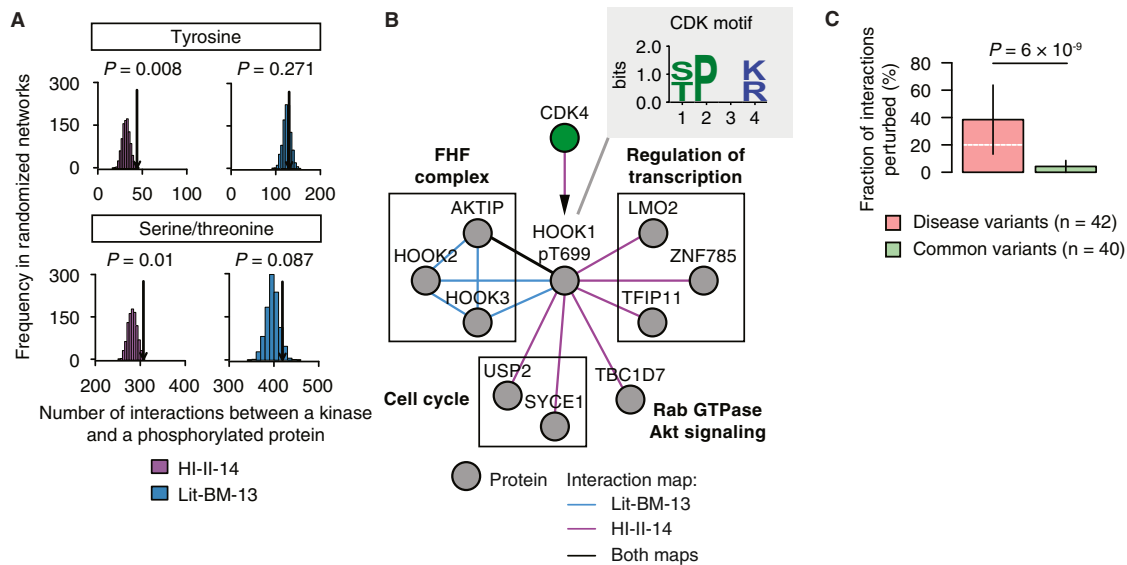 A
Tyrosine
P = 0.008
P = 0.271
300
150
0
0
50
100
0
100
200
Serine/threonine
P = 0.01
P = 0.087
300
150
0
300
150
0
200
300
400
300
400
500
Frequency in randomized networks
Number of interactions between a kinase
and a phosphorylated protein
HI-II-14
Lit-BM-13
B
CDK motif
bits
2.0
1.0
0.0
S
T
P
K
R
1
2
3
4
CDK4
FHF
complex
Regulation of
transcription
AKTIP
HOOK2
HOOK3
HOOK1
pT699
LMO2
ZNF785
TFIP11
USP2
SYCE1
TBC1D7
Cell cycle
Rab GTPase
Akt signaling
Protein
Interaction map:
Lit-BM-13
HI-II-14
Both maps
C
P = 6 × 10-9
Fraction of interactions
perturbed (%)
80
60
40
20
0
Disease variants (n = 42)
Common variants (n = 40)